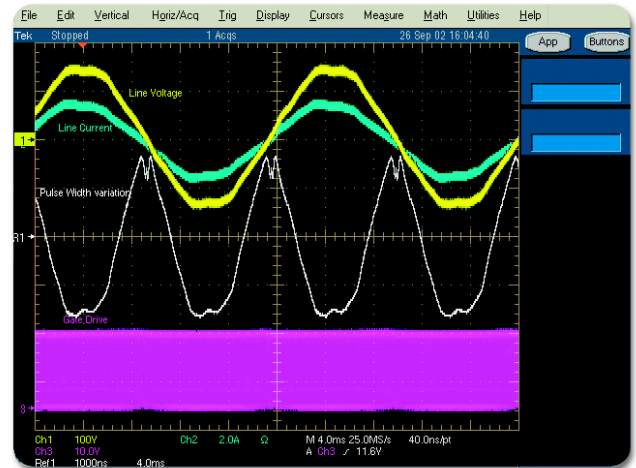 File Edit Vertical Horiz/Acq Trig Display Cursors Measure Math Utilities Help
Tek Stopped 1 Acqs 26 Sep 02 16:04:40
App Buttons
Line Voltage
Line Current
1
Pulse Width variation
R1
Gate Drive
3
Ch1 100V Ch2 2.0A Ω M 4.0ms 25.0MS/s 40.0ns/pt
Ch3 10.0V A Ch3 ∕ 11.6V
Ref1 1000ns 4.0ms